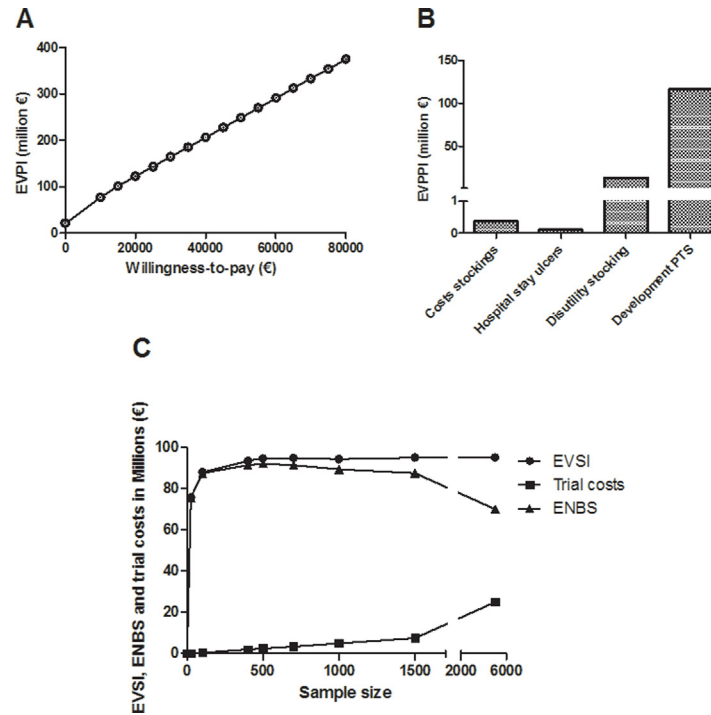 A
EVPI (million €)
400
300
200
100
0
0 20000 40000 60000 80000
Willingness-to-pay (€)
B
EVPPI (million €)
150
100
50
1
0
Costs stockings
Hospital stay ulcers
Disutility stocking
Development PTS
C
EVSI, ENBS and trial costs in Millions (€)
100
80
60
40
20
0
0 500 1000 1500 2000 6000
Sample size
EVSI
Trial costs
ENBS